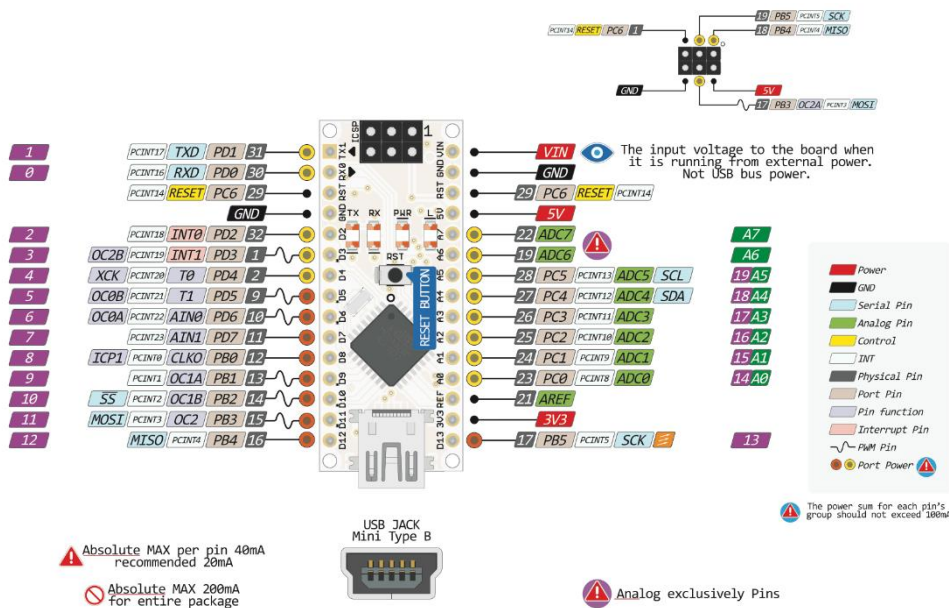 19 PB5 PCINT5 SCK
PCINT14 RESET PC6 1
18 PB4 PCINT4 MISO
GND
5V
17 PB3 OC2A PCINT3 MOSI
ICSP
1
1 PCINT17 TXD PD1 31 TX1
VIN VIN
The input voltage to the board when
it is running from external power.
Not USB bus power.
0 PCINT16 RXD PD0 30 RX0
GND GND
PCINT14 RESET PC6 29 RST
RST 29 PC6 RESET PCINT14
GND GND
TX RX PWR L
5V 5V
2 PCINT18 INT0 PD2 32 D2
A7 22 ADC7 A7
3 OC2B PCINT19 INT1 PD3 1 D3
RST
A6 19 ADC6 A6
4 XCK PCINT20 T0 PD4 2 D4
A5 28 PC5 PCINT13 ADC5 SCL 19 A5
5 OC0B PCINT21 T1 PD5 9 D5
A4 27 PC4 PCINT12 ADC4 SDA 18 A4
6 OC0A PCINT22 AIN0 PD6 10 D6
A3 26 PC3 PCINT11 ADC3 17 A3
7 PCINT23 AIN1 PD7 11 D7
A2 25 PC2 PCINT10 ADC2 16 A2
8 ICP1 PCINT0 CLKO PB0 12 D8
A1 24 PC1 PCINT9 ADC1 15 A1
9 PCINT1 OC1A PB1 13 D9
A0 23 PC0 PCINT8 ADC0 14 A0
10 SS PCINT2 OC1B PB2 14 D10
REF 21 AREF
11 MOSI PCINT3 OC2 PB3 15 D11
3V3 3V3
12 MISO PCINT4 PB4 16 D12
D13 17 PB5 PCINT5 SCK 13
RESET BUTTON
Power
GND
Serial Pin
Analog Pin
Control
INT
Physical Pin
Port Pin
Pin function
Interrupt Pin
PWM Pin
Port Power
The power sum for each pin's
group should not exceed 100mA
USB JACK
Mini Type B
Absolute MAX per pin 40mA
recommended 20mA
Absolute MAX 200mA
for entire package
Analog exclusively Pins